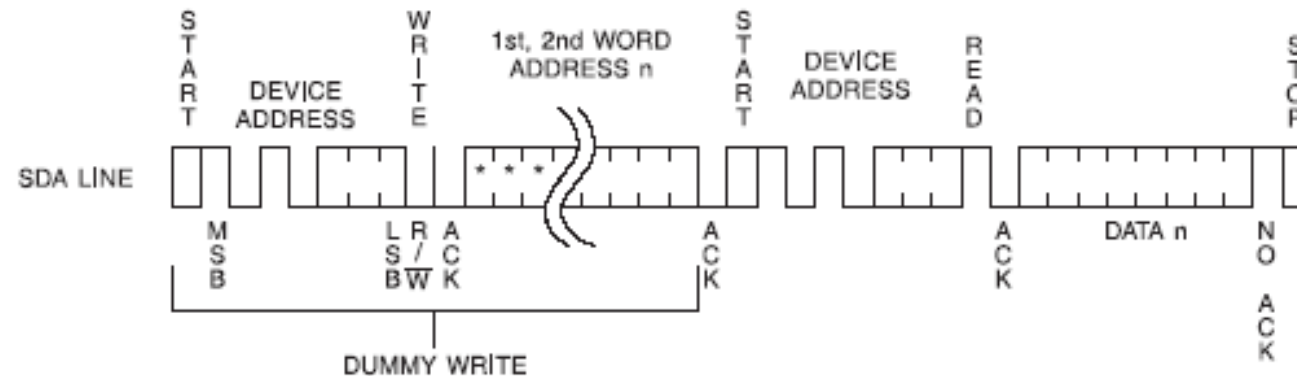 START
WRITE
1st, 2nd WORD
ADDRESS n
START
READ
STOP
DEVICE
ADDRESS
DEVICE
ADDRESS
SDA LINE
* * *
MSB
LSB
R/W̅
ACK
ACK
ACK
DATA n
NO ACK
DUMMY WRITE